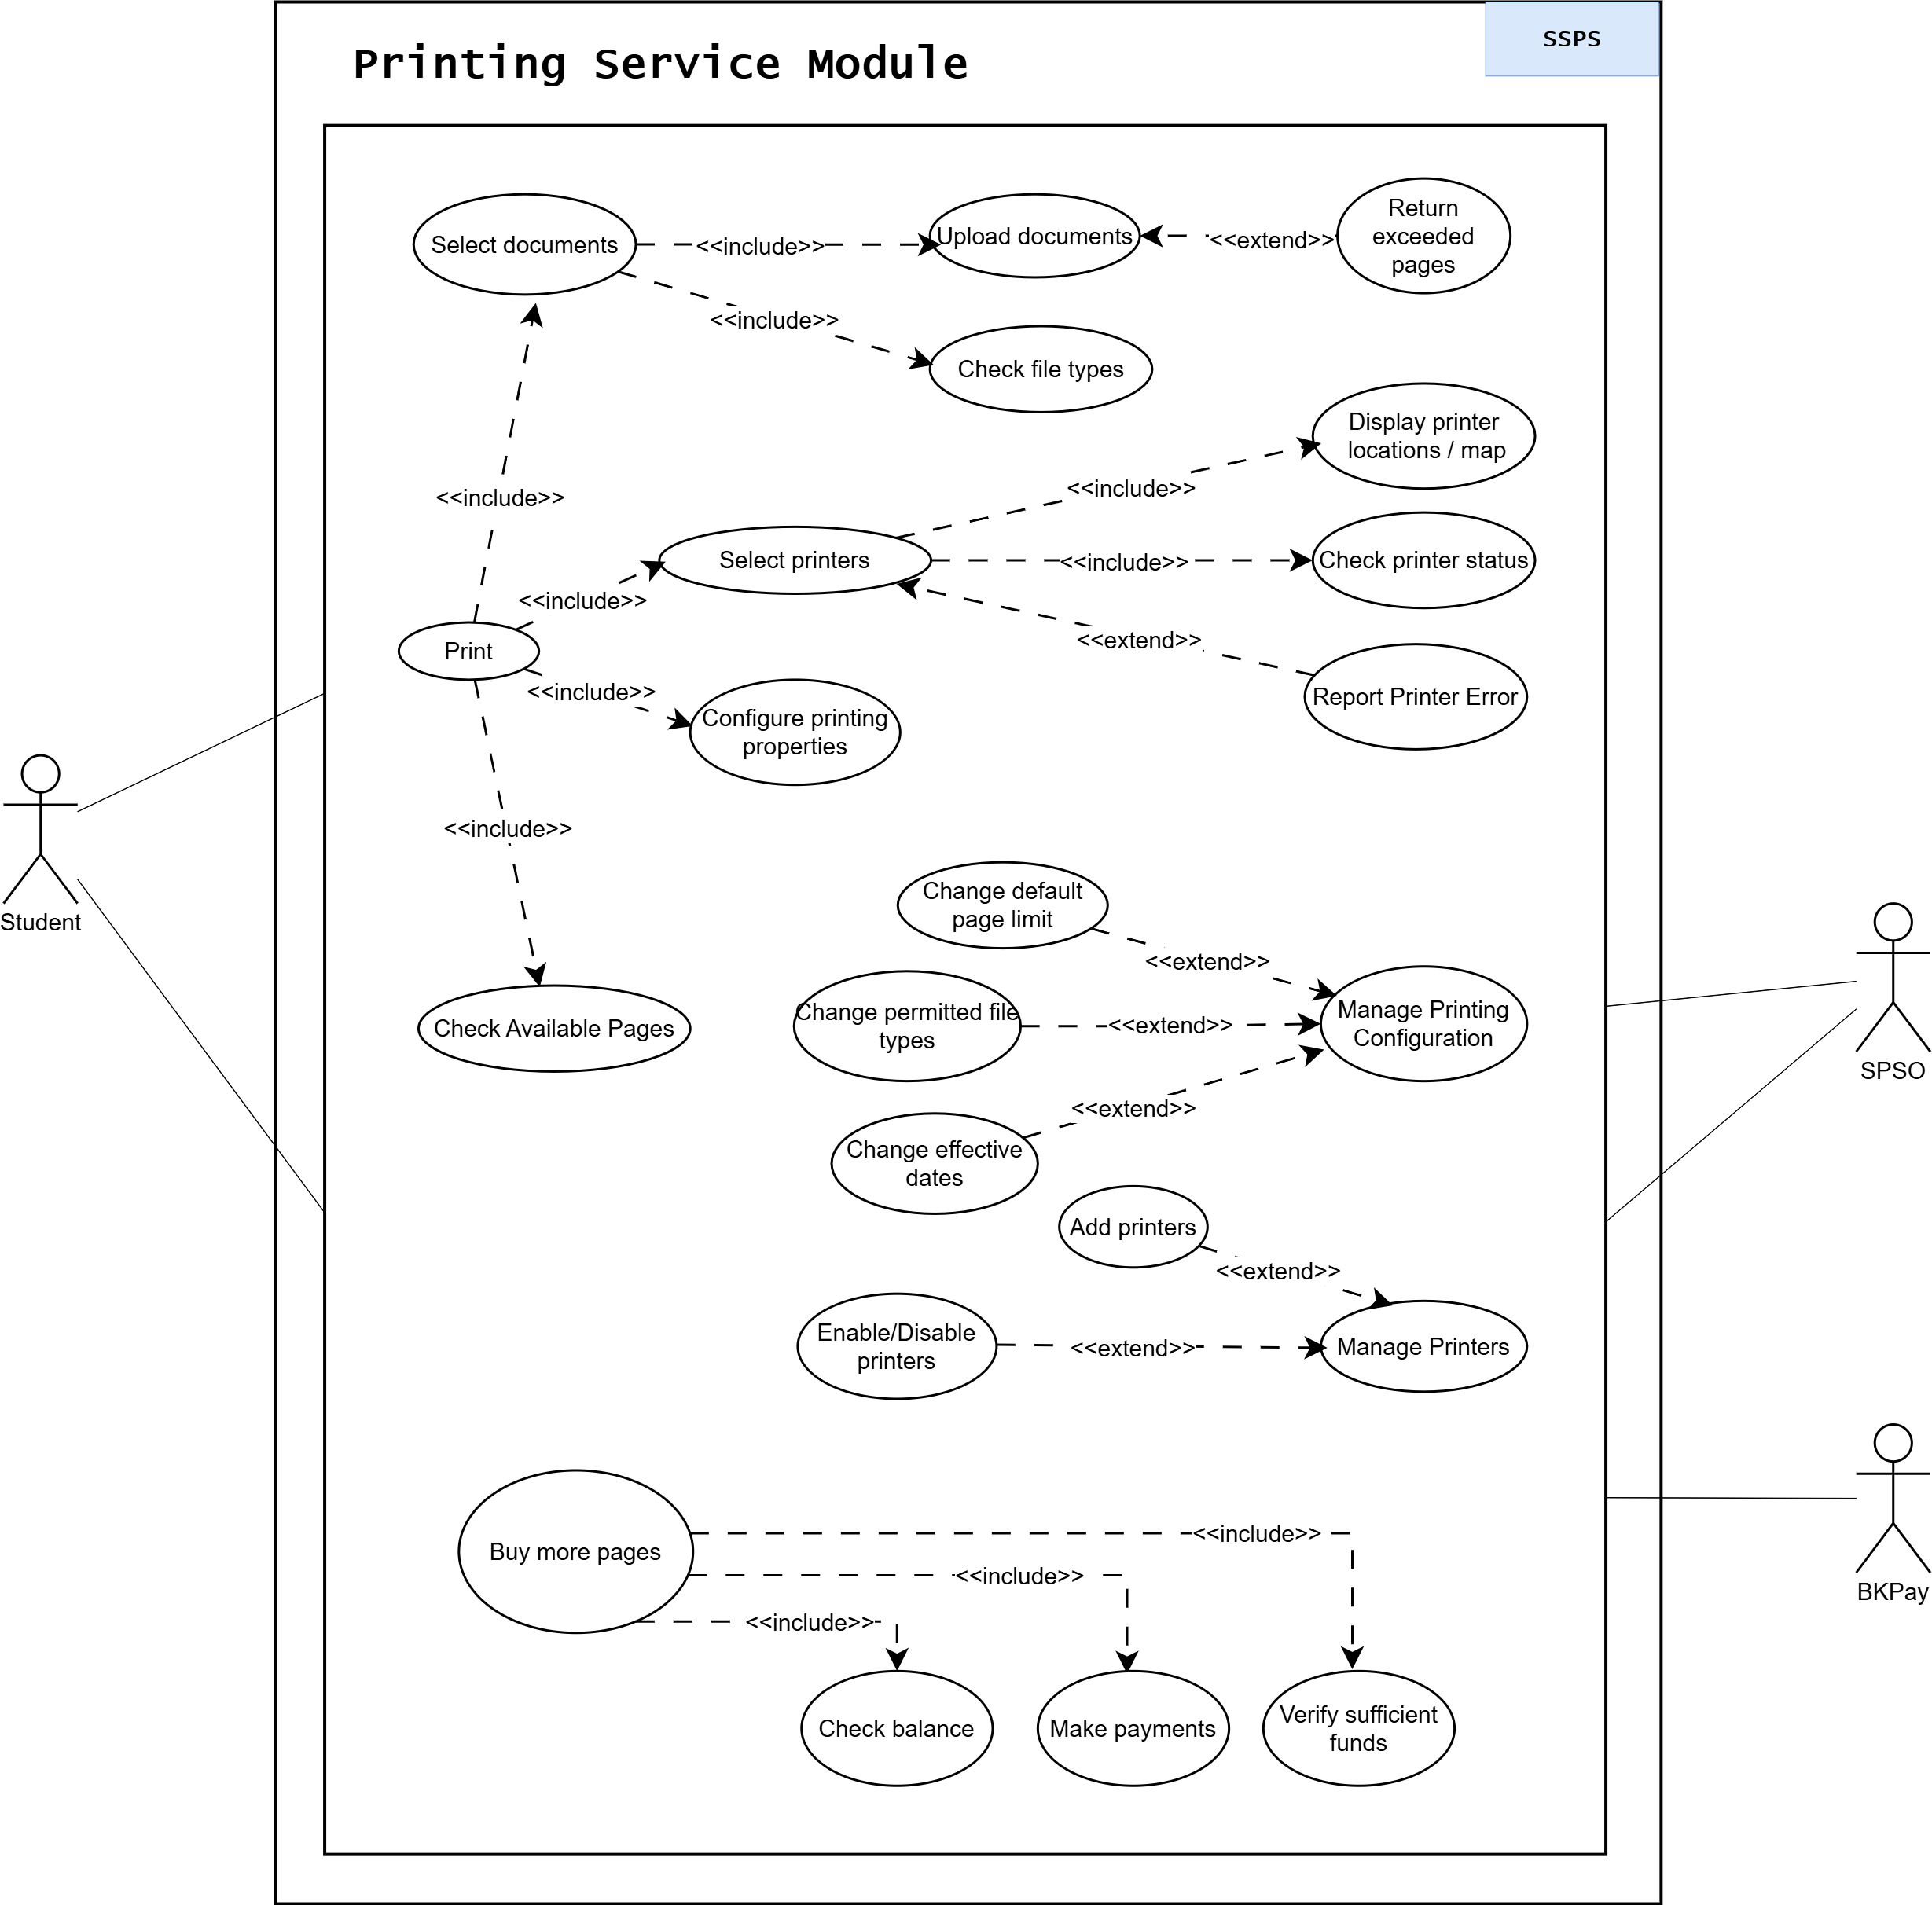 SSPS
Printing Service Module
Select documents
<<include>>
Upload documents
<<extend>>
Return
exceeded
pages
<<include>>
Check file types
Display printer
locations / map
<<include>>
<<include>>
Select printers
<<include>>
Check printer status
<<include>>
<<extend>>
Print
Report Printer Error
<<include>>
Configure printing
properties
<<include>>
Student
Change default
page limit
<<extend>>
Change permitted file
types
<<extend>>
Manage Printing
Configuration
Check Available Pages
SPSO
<<extend>>
Change effective
dates
Add printers
<<extend>>
Enable/Disable
printers
<<extend>>
Manage Printers
Buy more pages
<<include>>
<<include>>
<<include>>
BKPay
Check balance
Make payments
Verify sufficient
funds